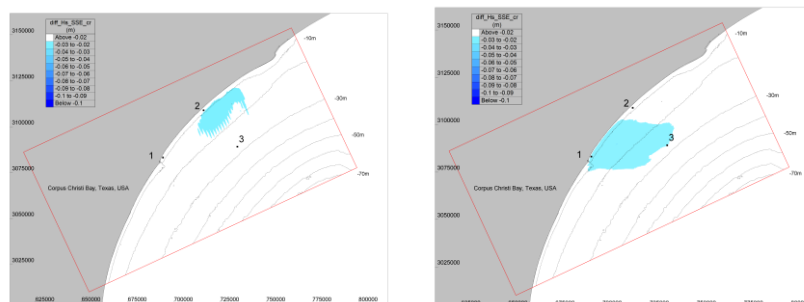 diff_Hs_SSE_cr
(m)
Above -0.02
-0.03 to -0.02
-0.04 to -0.03
-0.05 to -0.04
-0.06 to -0.05
-0.07 to -0.06
-0.08 to -0.07
-0.09 to -0.08
-0.1 to -0.09
Below -0.1
3150000
3125000
3100000
3075000
3050000
3025000
-10m
-30m
-50m
-70m
1
2
3
Corpus Christi Bay, Texas, USA
625000
650000
675000
700000
725000
750000
775000
800000
diff_Hs_SSE_cr
(m)
Above -0.02
-0.03 to -0.02
-0.04 to -0.03
-0.05 to -0.04
-0.06 to -0.05
-0.07 to -0.06
-0.08 to -0.07
-0.09 to -0.08
-0.1 to -0.09
Below -0.1
3150000
3125000
3100000
3075000
3050000
3025000
3000000
-10m
-30m
-50m
-70m
1
2
3
Corpus Christi Bay, Texas, USA